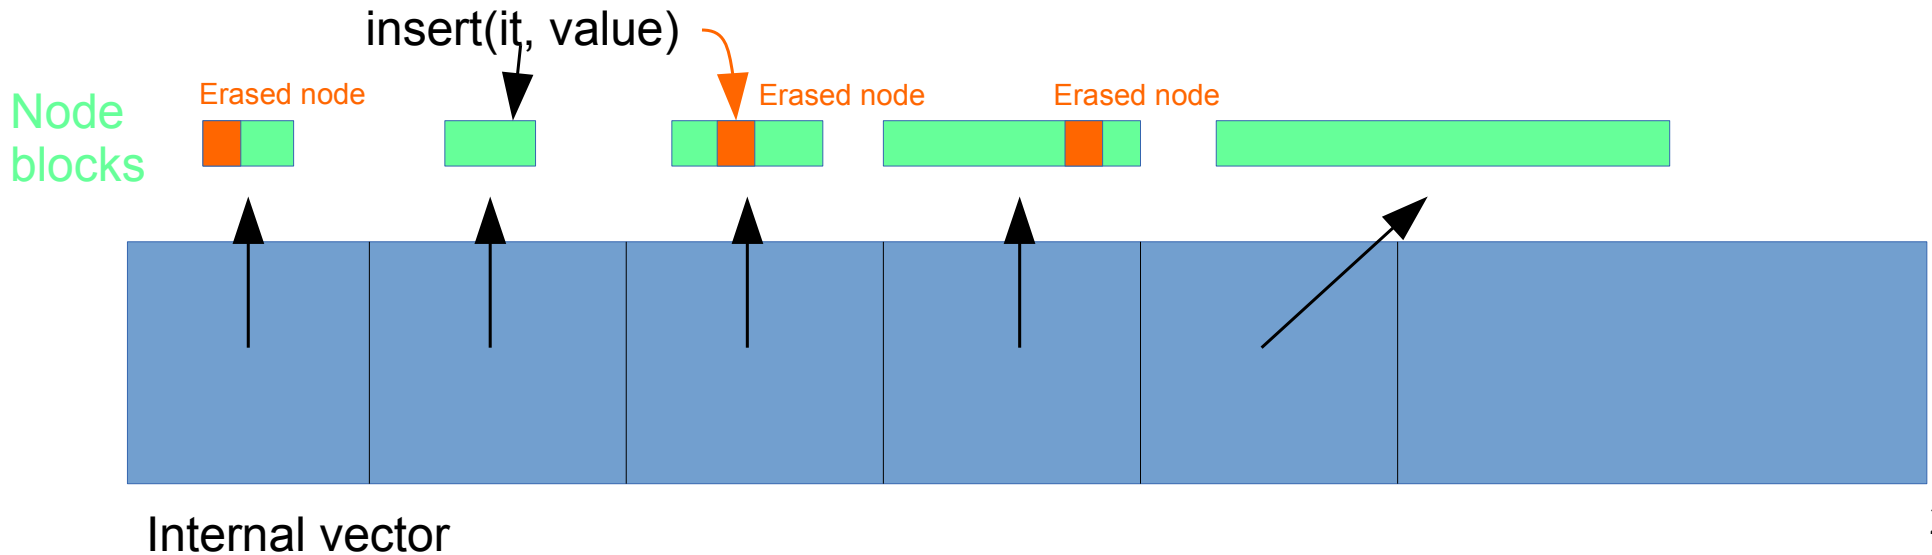 insert(it, value)
Erased node
Erased node
Erased node
Node
blocks
Internal vector